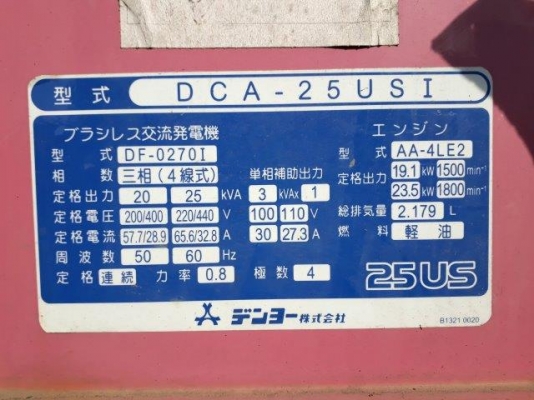 型式 DCA-25USI
ブラシレス交流発電機
型式 DF-0270I
相数 三相(4線式) 単相補助出力
定格出力 20 25 kVA 3 kVAx 1
定格電圧 200/400 220/440 V 100 110 V
定格電流 57.7/28.9 65.6/32.8 A 30 27.3 A
周波数 50 60 Hz
定格 連続 力率 0.8 極数 4
エンジン
型式 AA-4LE2
定格出力 19.1 kW 1500 min⁻¹
23.5 kW 1800 min⁻¹
総排気量 2.179 L
燃料 軽油
25US
デンヨー株式会社
B1321 0020